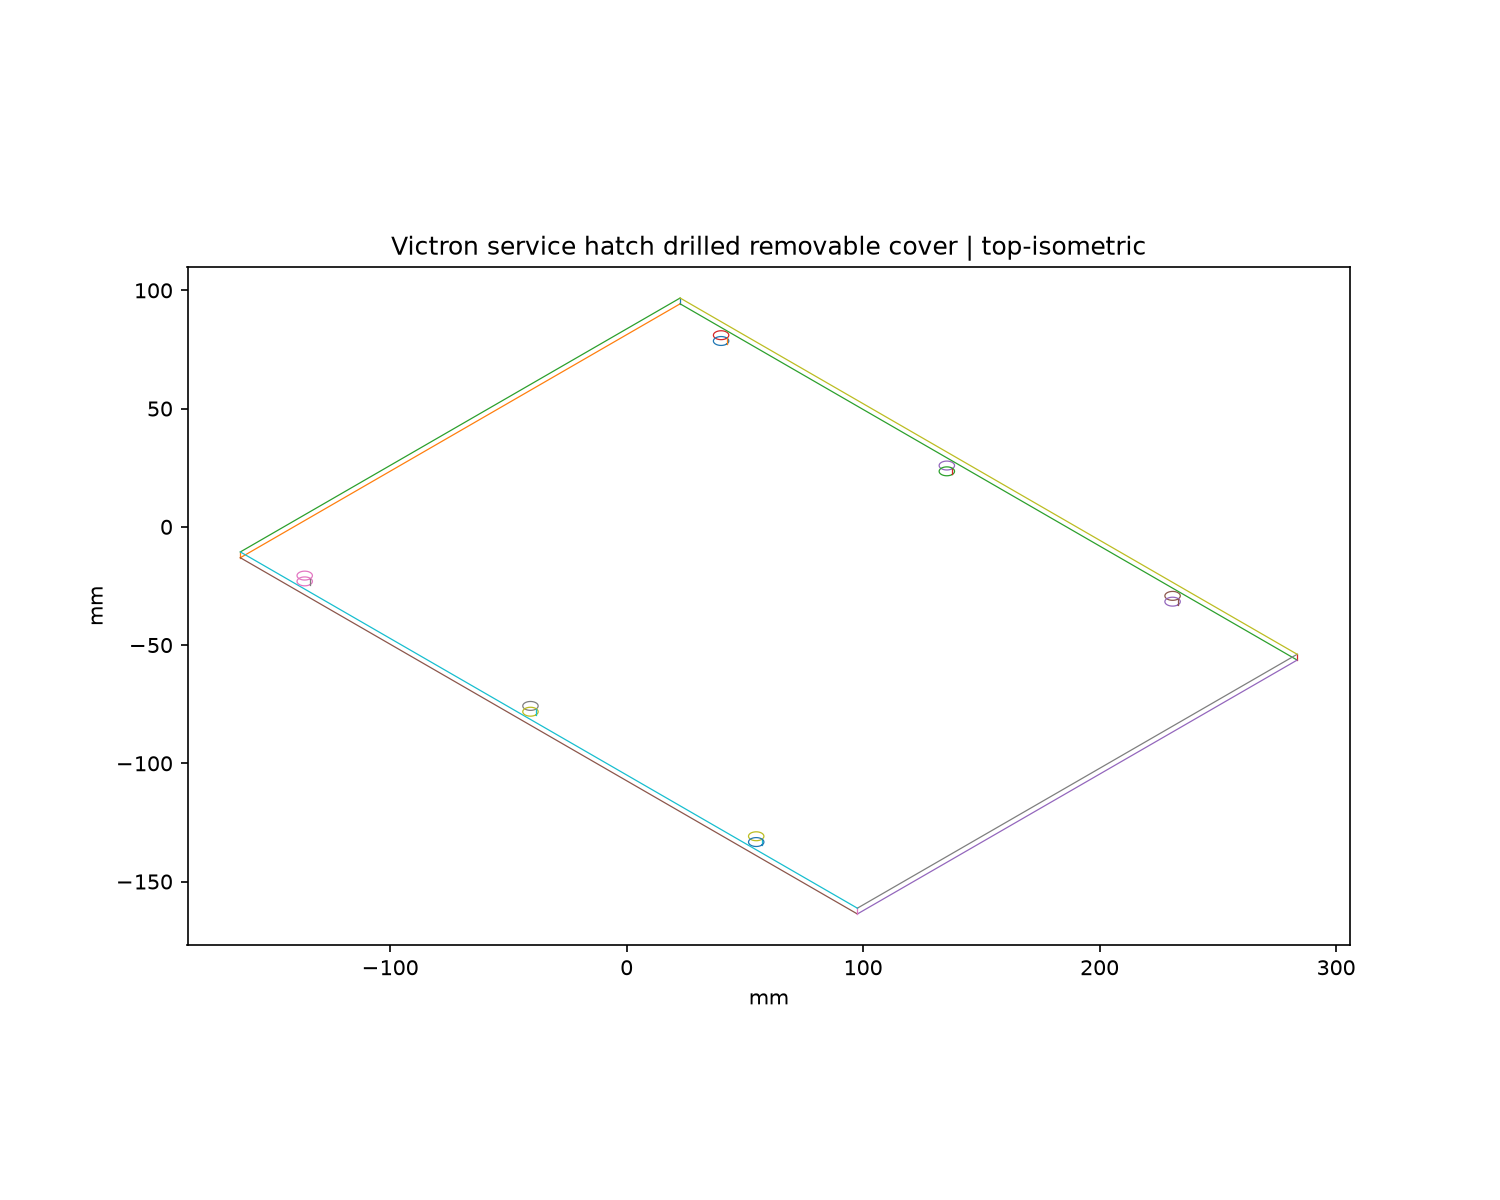 Victron service hatch drilled removable cover | top-isometric
100
50
0
−50
−100
−150
mm
−100 0 100 200 300
mm